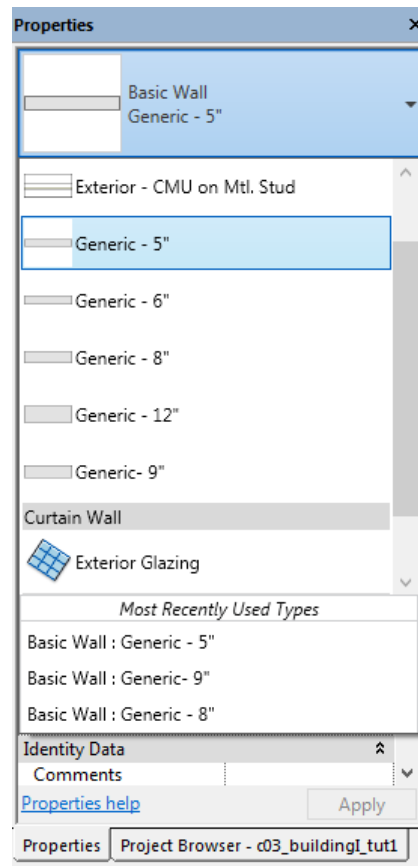 Properties
Basic Wall
Generic - 5"
Exterior - CMU on Mtl. Stud
Generic - 5"
Generic - 6"
Generic - 8"
Generic - 12"
Generic- 9"
Curtain Wall
Exterior Glazing
Most Recently Used Types
Basic Wall : Generic - 5"
Basic Wall : Generic- 9"
Basic Wall : Generic - 8"
Identity Data
Comments
Properties help Apply
Properties Project Browser - c03_buildingI_tut1